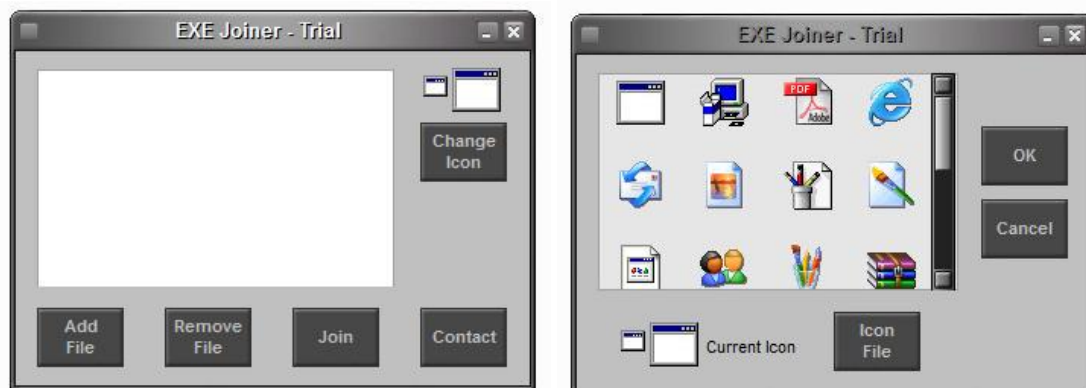 EXE Joiner - Trial
Change
Icon
Add
File
Remove
File
Join
Contact
EXE Joiner - Trial
PDF
Adobe
OK
Cancel
Current Icon
Icon
File